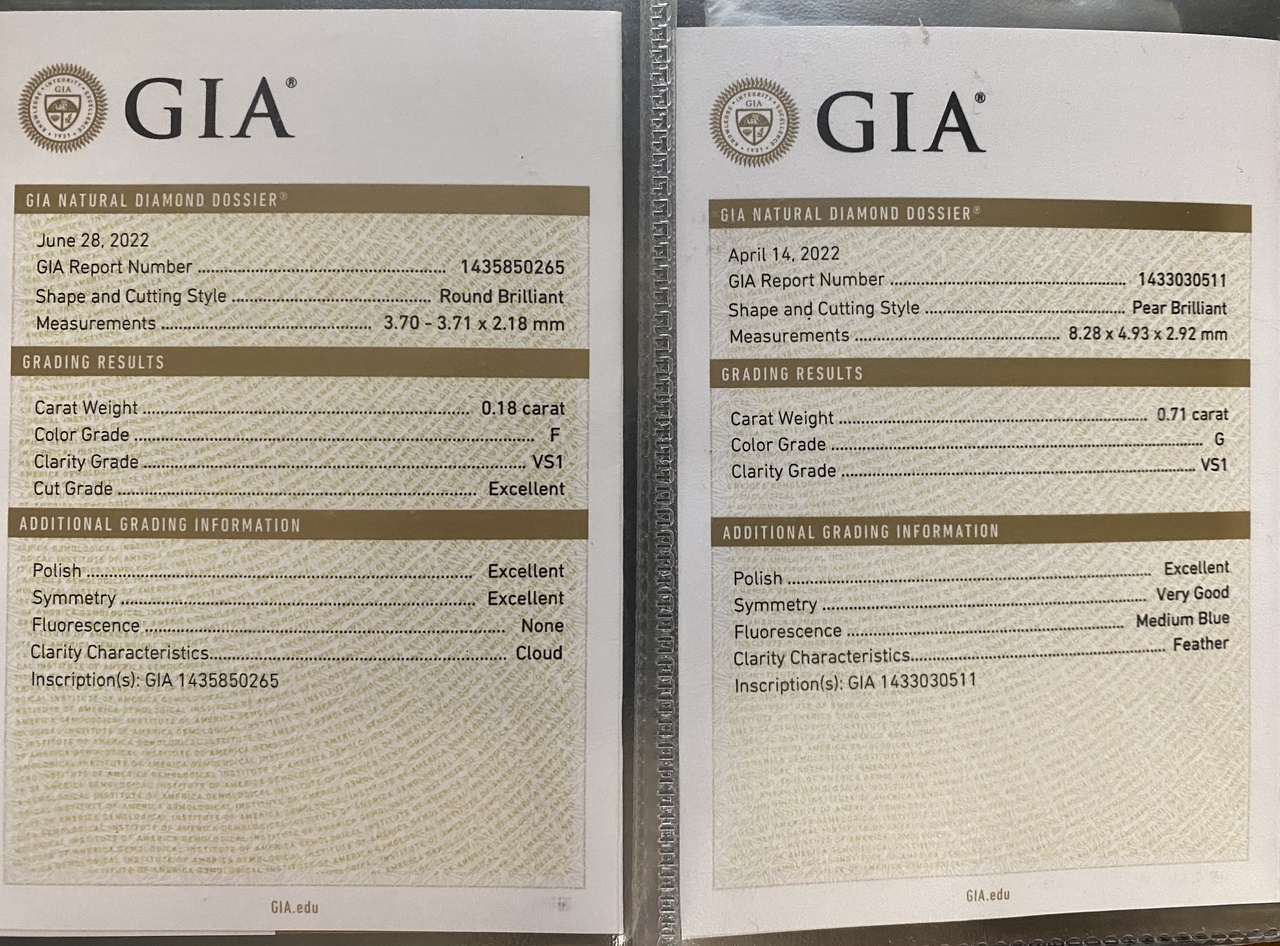 GIA®
GIA NATURAL DIAMOND DOSSIER®
June 28, 2022
GIA Report Number 1435850265
Shape and Cutting Style Round Brilliant
Measurements 3.70 - 3.71 x 2.18 mm
GRADING RESULTS
Carat Weight 0.18 carat
Color Grade F
Clarity Grade VS1
Cut Grade Excellent
ADDITIONAL GRADING INFORMATION
Polish Excellent
Symmetry Excellent
Fluorescence None
Clarity Characteristics Cloud
Inscription(s): GIA 1435850265
GIA.edu
GIA®
GIA NATURAL DIAMOND DOSSIER®
April 14, 2022
GIA Report Number 1433030511
Shape and Cutting Style Pear Brilliant
Measurements 8.28 x 4.93 x 2.92 mm
GRADING RESULTS
Carat Weight 0.71 carat
Color Grade G
Clarity Grade VS1
ADDITIONAL GRADING INFORMATION
Polish Excellent
Symmetry Very Good
Fluorescence Medium Blue
Clarity Characteristics Feather
Inscription(s): GIA 1433030511
GIA.edu